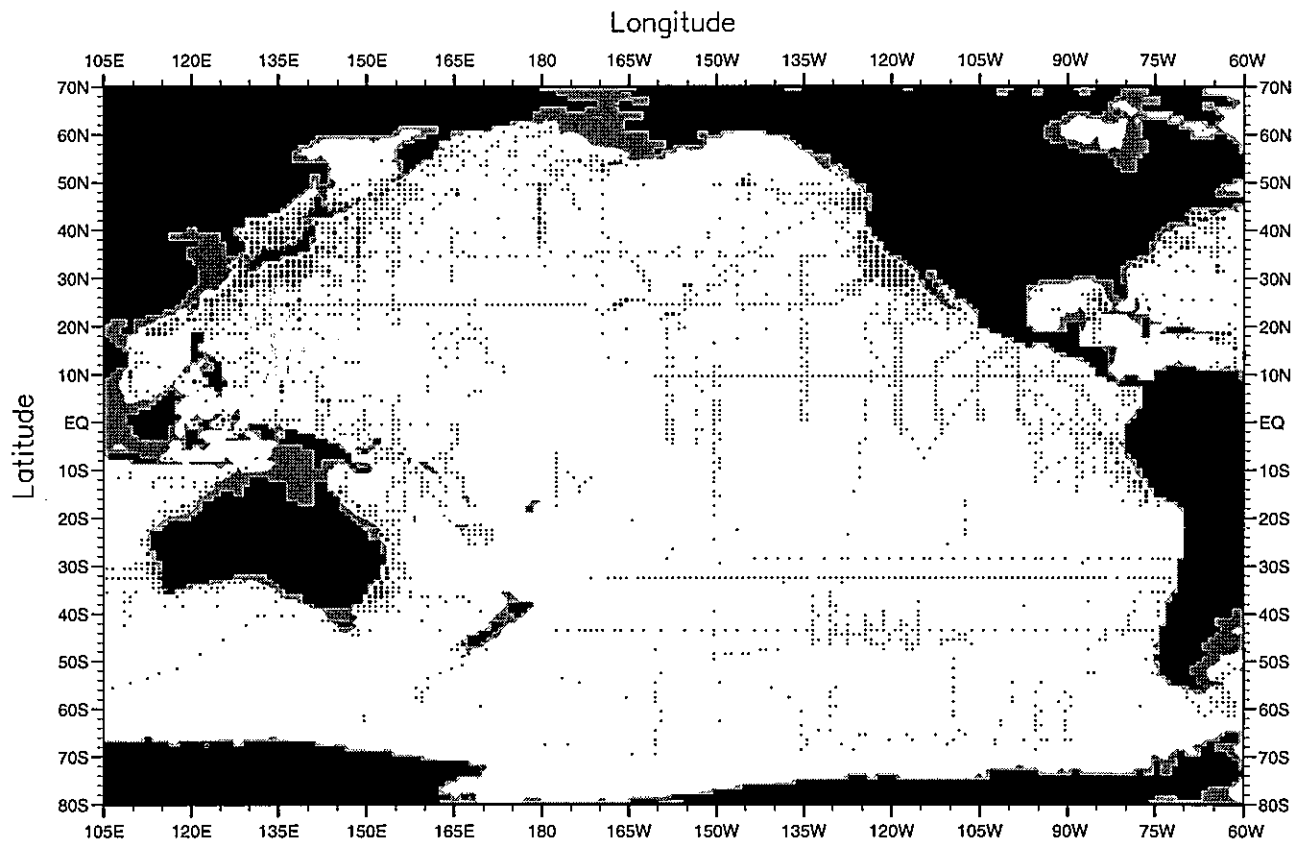 Longitude
105E 120E 135E 150E 165E 180 165W 150W 135W 120W 105W 90W 75W 60W
70N 70N
60N 60N
50N 50N
40N 40N
30N 30N
20N 20N
10N 10N
Latitude
EQ EQ
10S 10S
20S 20S
30S 30S
40S 40S
50S 50S
60S 60S
70S 70S
80S 80S
105E 120E 135E 150E 165E 180 165W 150W 135W 120W 105W 90W 75W 60W